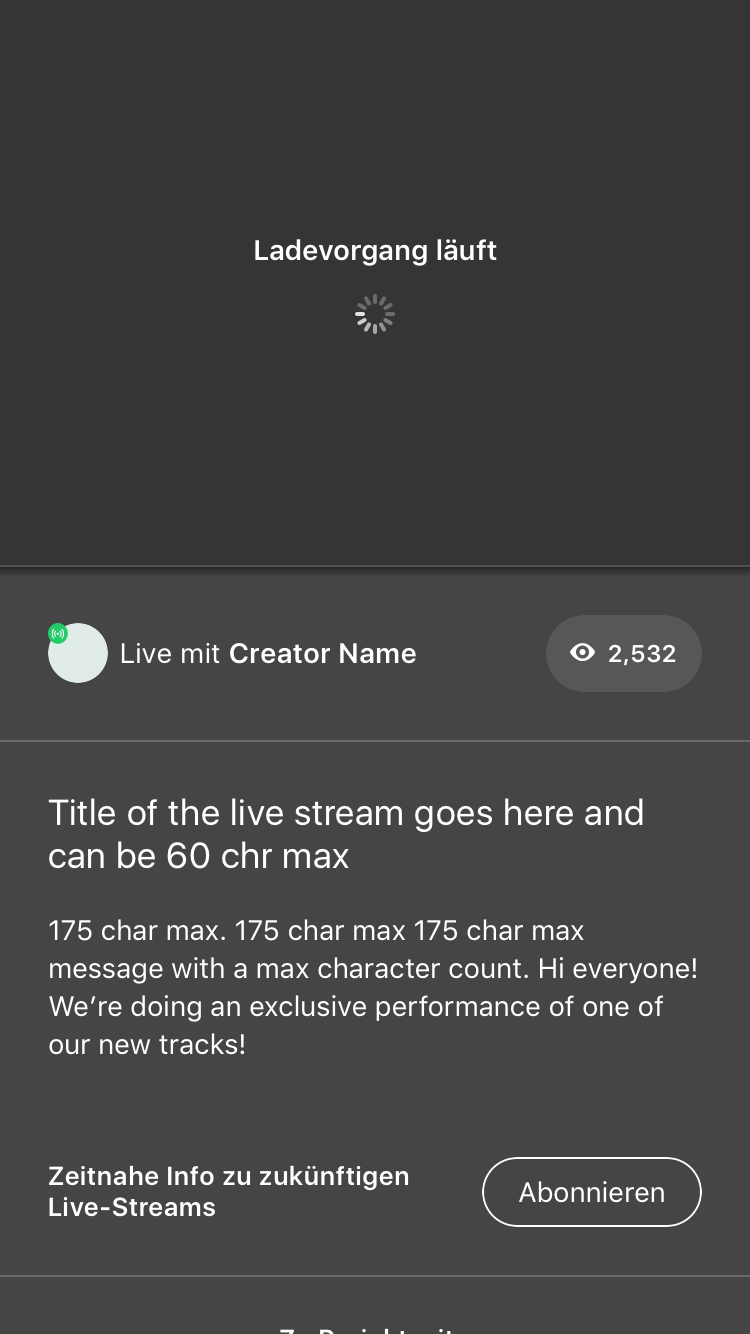 Ladevorgang läuft
Live mit Creator Name
2,532
Title of the live stream goes here and
can be 60 chr max
175 char max. 175 char max 175 char max
message with a max character count. Hi everyone!
We’re doing an exclusive performance of one of
our new tracks!
Zeitnahe Info zu zukünftigen
Live-Streams
Abonnieren